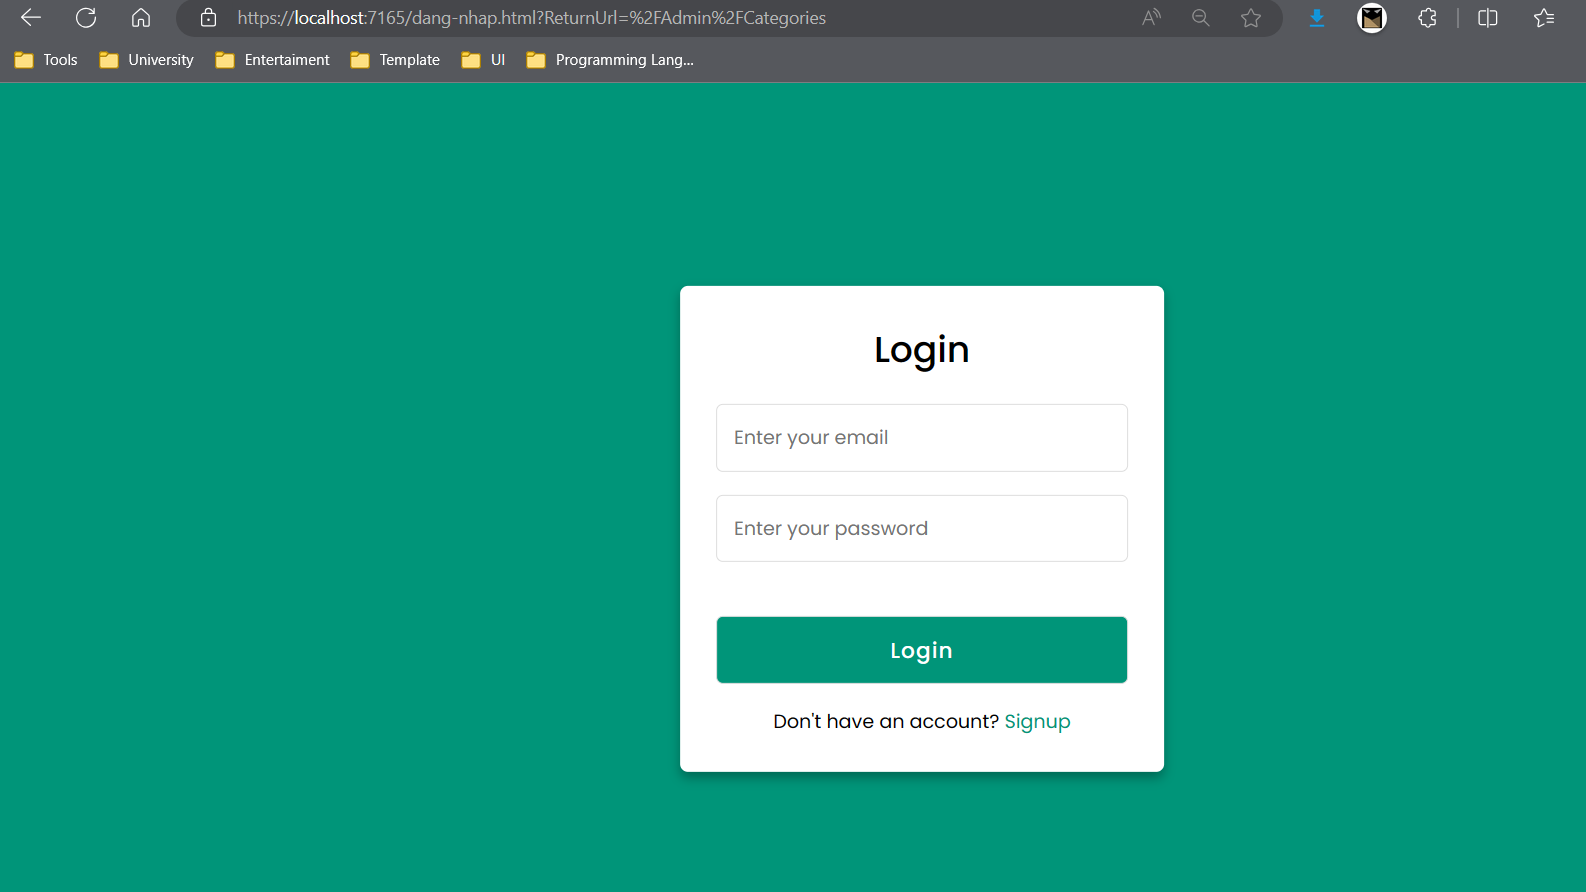 https://localhost:7165/dang-nhap.html?ReturnUrl=%2FAdmin%2FCategories
Tools University Entertaiment Template UI Programming Lang...
Login
Enter your email
Enter your password
Login
Don't have an account? Signup